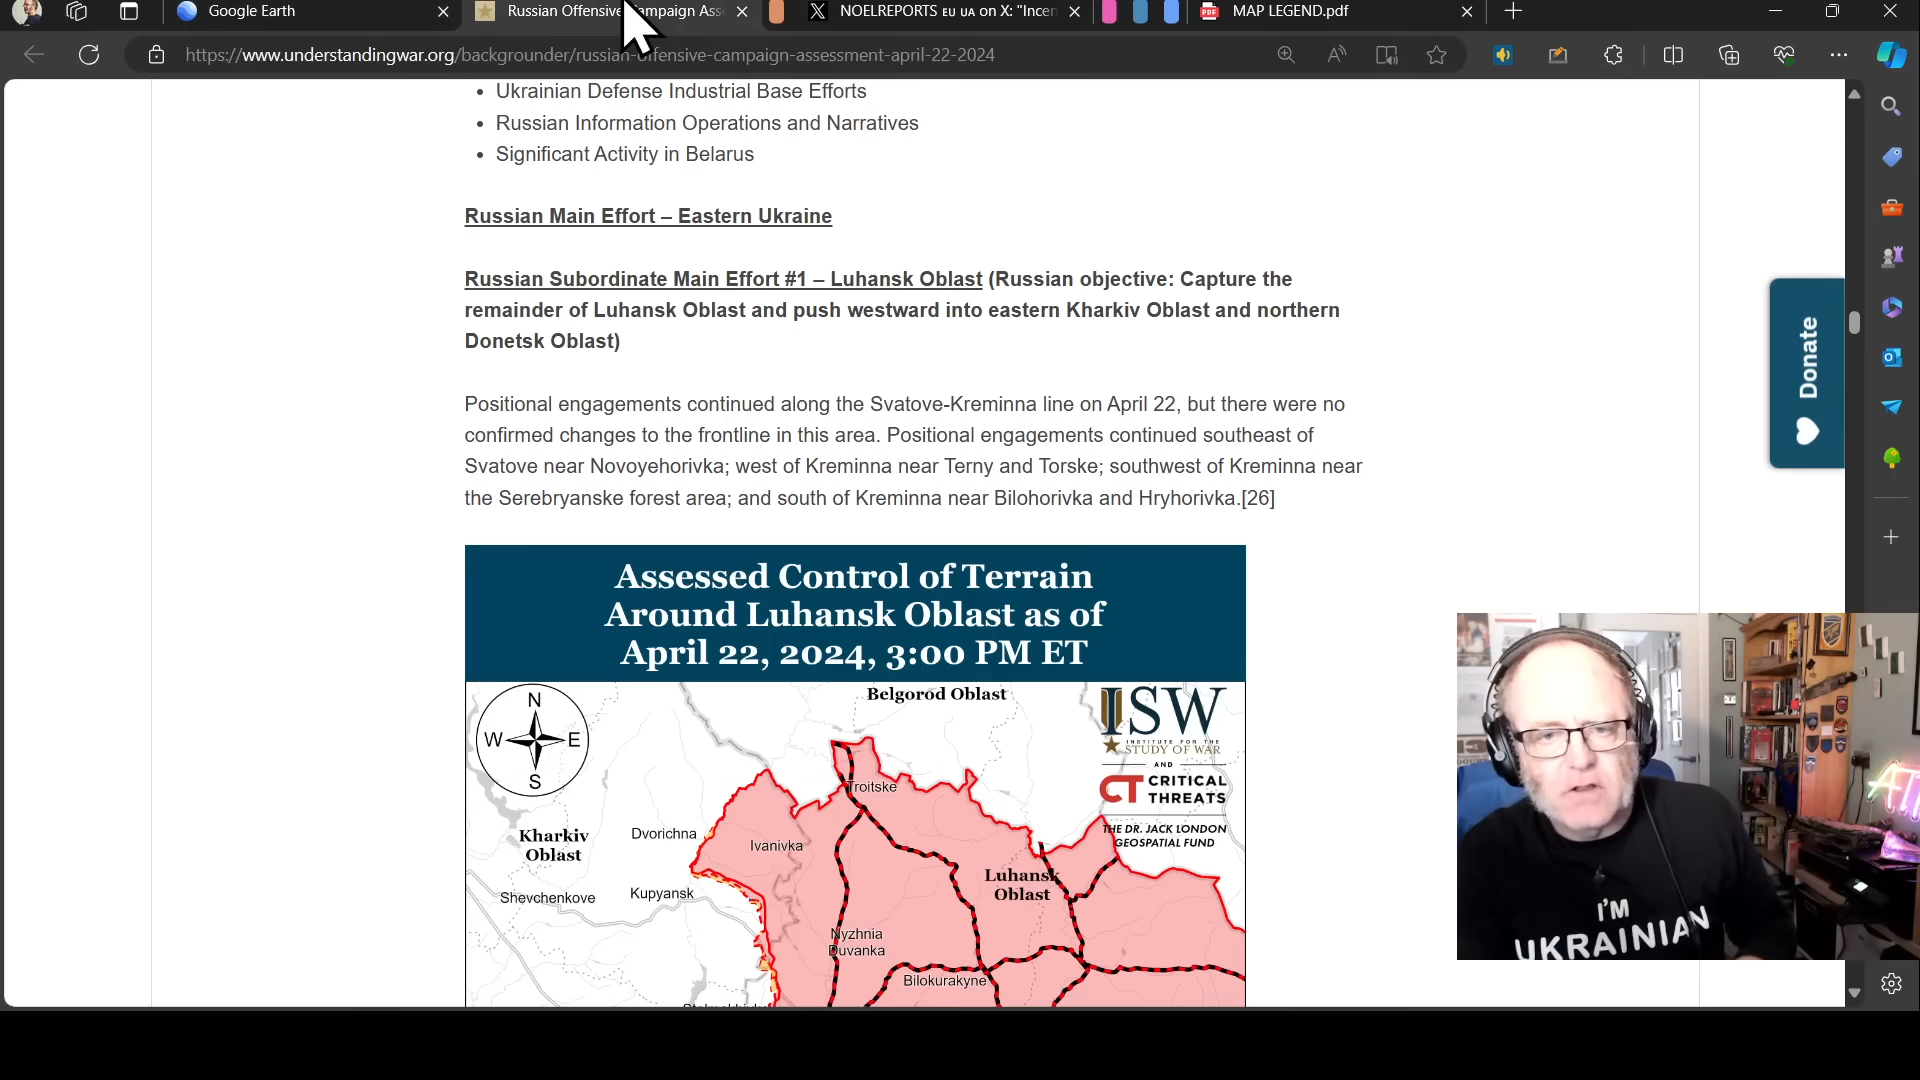 Google Earth
Russian Offensive Campaign Ass
NOELREPORTS EU UA on X: "Incen
MAP LEGEND.pdf
https://www.understandingwar.org/backgrounder/russian-offensive-campaign-assessment-april-22-2024
• Ukrainian Defense Industrial Base Efforts
• Russian Information Operations and Narratives
• Significant Activity in Belarus
Russian Main Effort – Eastern Ukraine
Russian Subordinate Main Effort #1 – Luhansk Oblast (Russian objective: Capture the
remainder of Luhansk Oblast and push westward into eastern Kharkiv Oblast and northern
Donetsk Oblast)
Positional engagements continued along the Svatove-Kreminna line on April 22, but there were no
confirmed changes to the frontline in this area. Positional engagements continued southeast of
Svatove near Novoyehorivka; west of Kreminna near Terny and Torske; southwest of Kreminna near
the Serebryanske forest area; and south of Kreminna near Bilohorivka and Hryhorivka.[26]
Donate
Assessed Control of Terrain
Around Luhansk Oblast as of
April 22, 2024, 3:00 PM ET
Belgorod Oblast
N
W E
S
ISW
INSTITUTE FOR THE
STUDY OF WAR
AND
CT CRITICAL
THREATS
THE DR. JACK LONDON
GEOSPATIAL FUND
Troitske
Dvorichna
Ivanivka
Kharkiv
Oblast
Luhansk
Oblast
Shevchenkove
Kupyansk
Nyzhnia
Duvanka
Bilokurakyne
I'M
UKRAINIAN